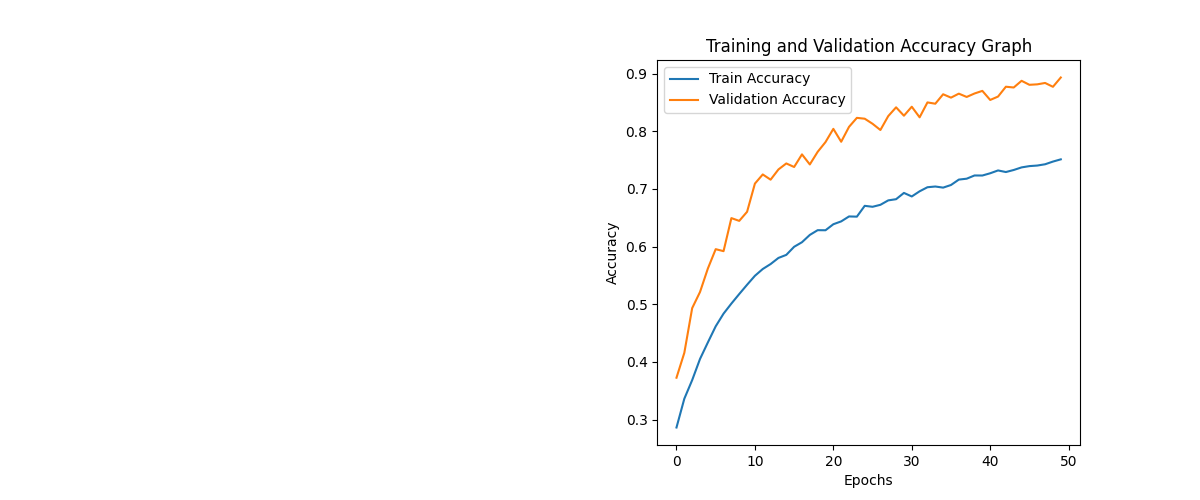 Training and Validation Accuracy Graph
Train Accuracy
Validation Accuracy
0.9
0.8
0.7
0.6
0.5
0.4
0.3
Accuracy
0 10 20 30 40 50
Epochs